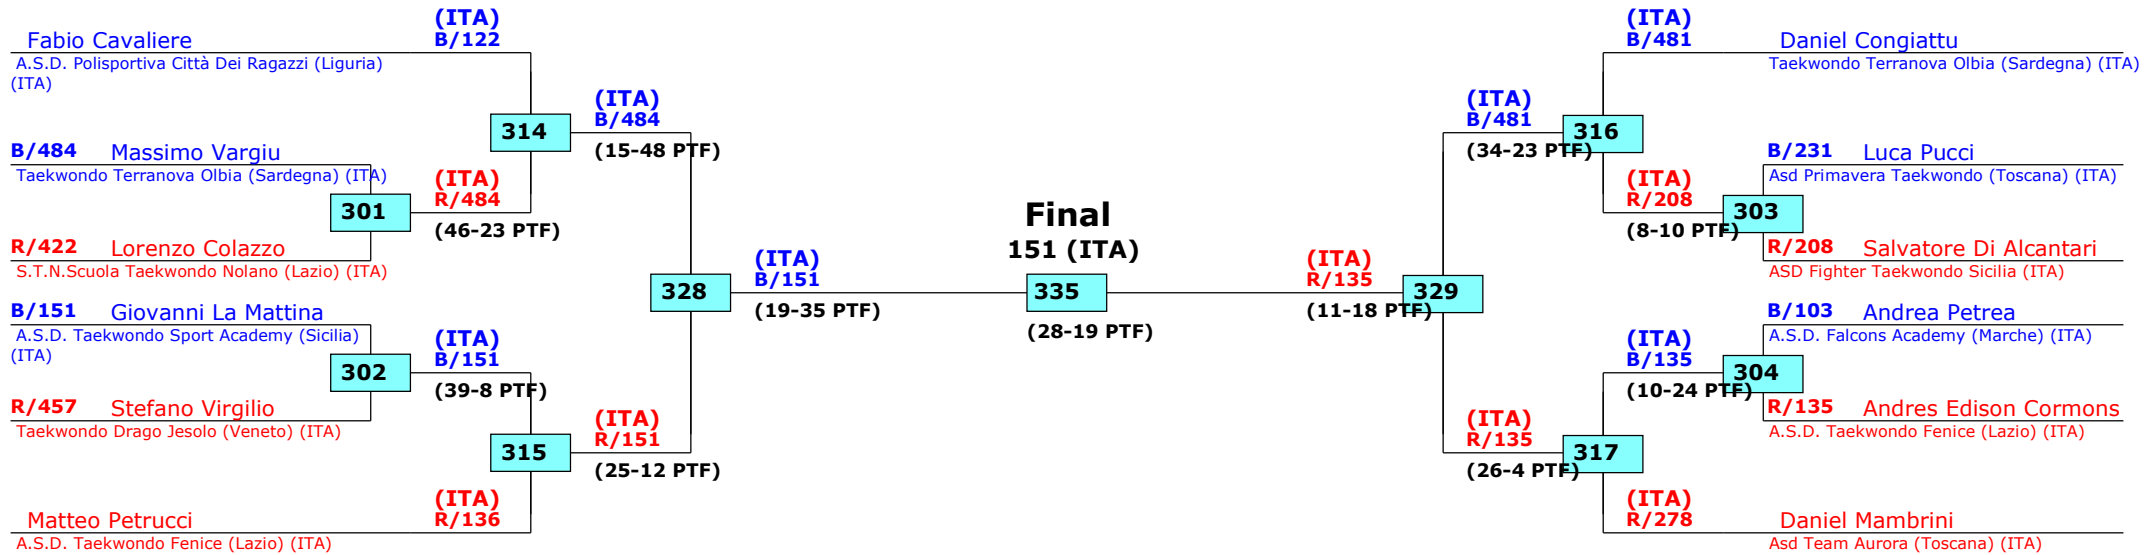 (ITA)
B/122
Fabio Cavaliere
A.S.D. Polisportiva Città Dei Ragazzi (Liguria)
(ITA)
(ITA)
B/484
314
(15-48 PTF)
B/484 Massimo Vargiu
Taekwondo Terranova Olbia (Sardegna) (ITA)
(ITA)
R/484
301
(46-23 PTF)
R/422 Lorenzo Colazzo
S.T.N.Scuola Taekwondo Nolano (Lazio) (ITA)
(ITA)
B/151
328
(19-35 PTF)
B/151 Giovanni La Mattina
A.S.D. Taekwondo Sport Academy (Sicilia)
(ITA)
(ITA)
B/151
302
(39-8 PTF)
R/457 Stefano Virgilio
Taekwondo Drago Jesolo (Veneto) (ITA)
(ITA)
R/151
315
(25-12 PTF)
(ITA)
R/136
Matteo Petrucci
A.S.D. Taekwondo Fenice (Lazio) (ITA)
Final
151 (ITA)
335
(28-19 PTF)
(ITA)
B/481
Daniel Congiattu
Taekwondo Terranova Olbia (Sardegna) (ITA)
(ITA)
B/481
316
(34-23 PTF)
B/231 Luca Pucci
Asd Primavera Taekwondo (Toscana) (ITA)
(ITA)
R/208
303
(8-10 PTF)
R/208 Salvatore Di Alcantari
ASD Fighter Taekwondo Sicilia (ITA)
(ITA)
R/135
329
(11-18 PTF)
B/103 Andrea Petrea
A.S.D. Falcons Academy (Marche) (ITA)
(ITA)
B/135
304
(10-24 PTF)
R/135 Andres Edison Cormons
A.S.D. Taekwondo Fenice (Lazio) (ITA)
(ITA)
R/135
317
(26-4 PTF)
(ITA)
R/278
Daniel Mambrini
Asd Team Aurora (Toscana) (ITA)